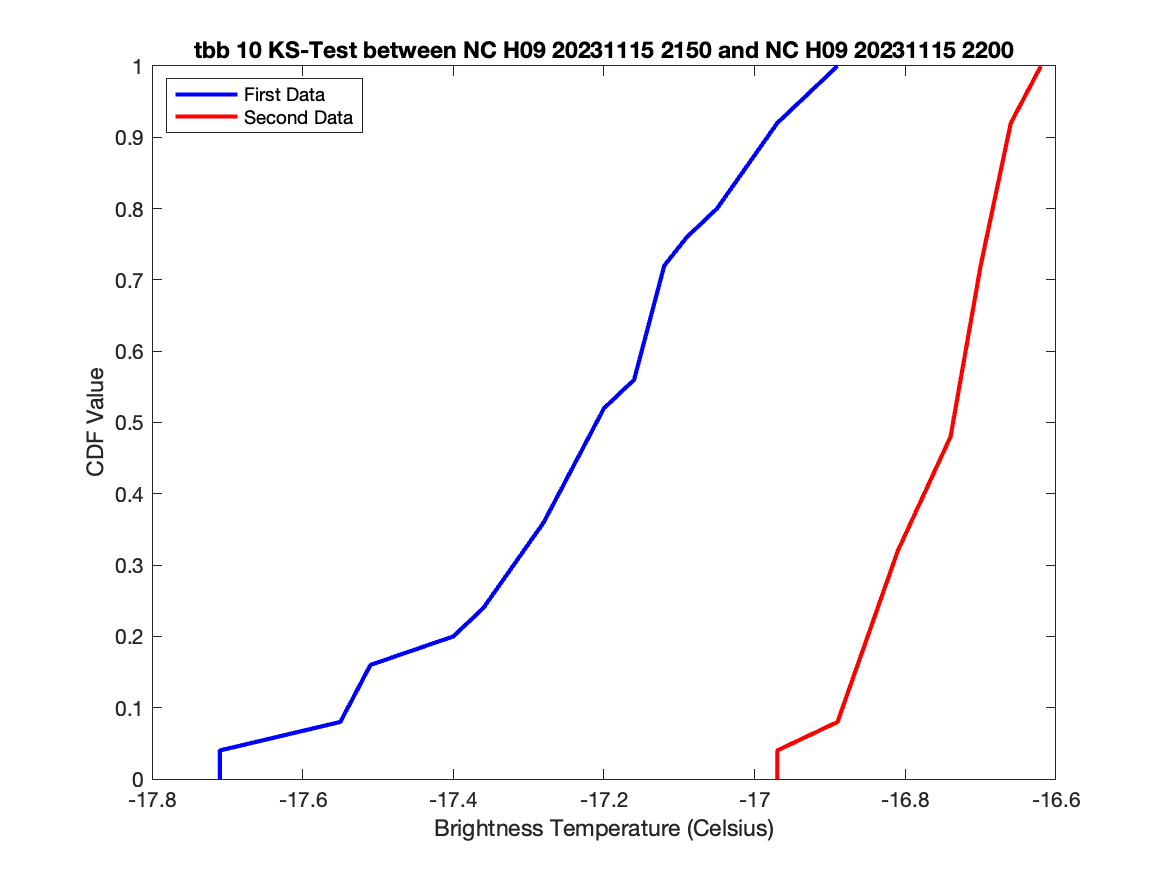 tbb 10 KS-Test between NC H09 20231115 2150 and NC H09 20231115 2200
First Data
Second Data
1
0.9
0.8
0.7
0.6
0.5
0.4
0.3
0.2
0.1
0
CDF Value
-17.8 -17.6 -17.4 -17.2 -17 -16.8 -16.6
Brightness Temperature (Celsius)